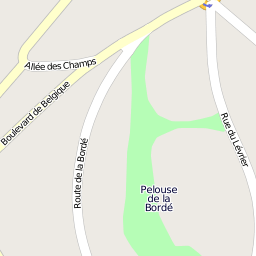 Allée des Champs
Boulevard de Belgique
Route de la Bordé
Rue du Lévrier
Pelouse
de la
Bordé